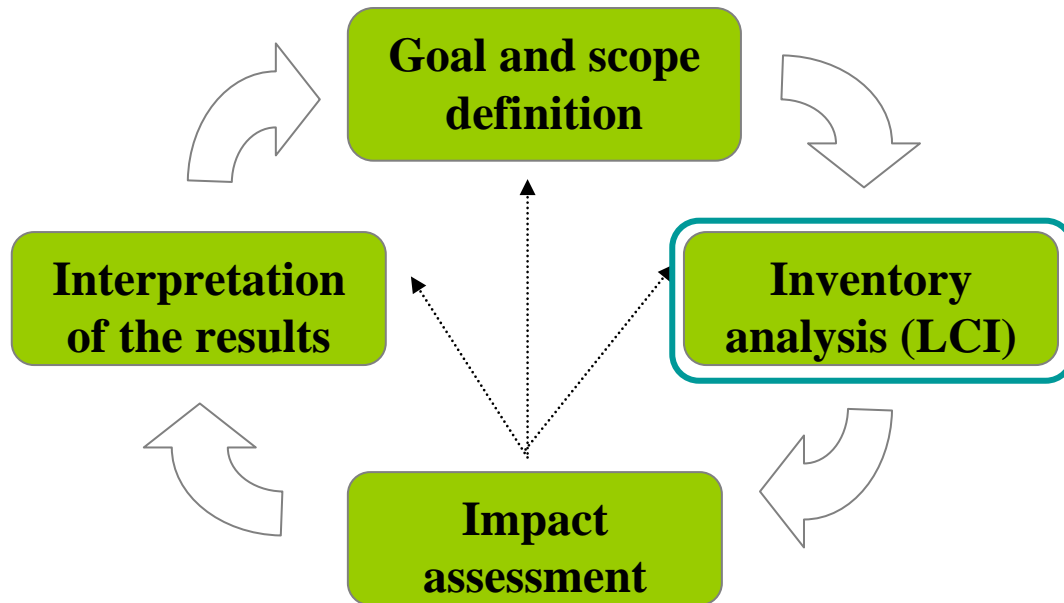 Goal and scope
definition
Interpretation
of the results
Inventory
analysis (LCI)
Impact
assessment